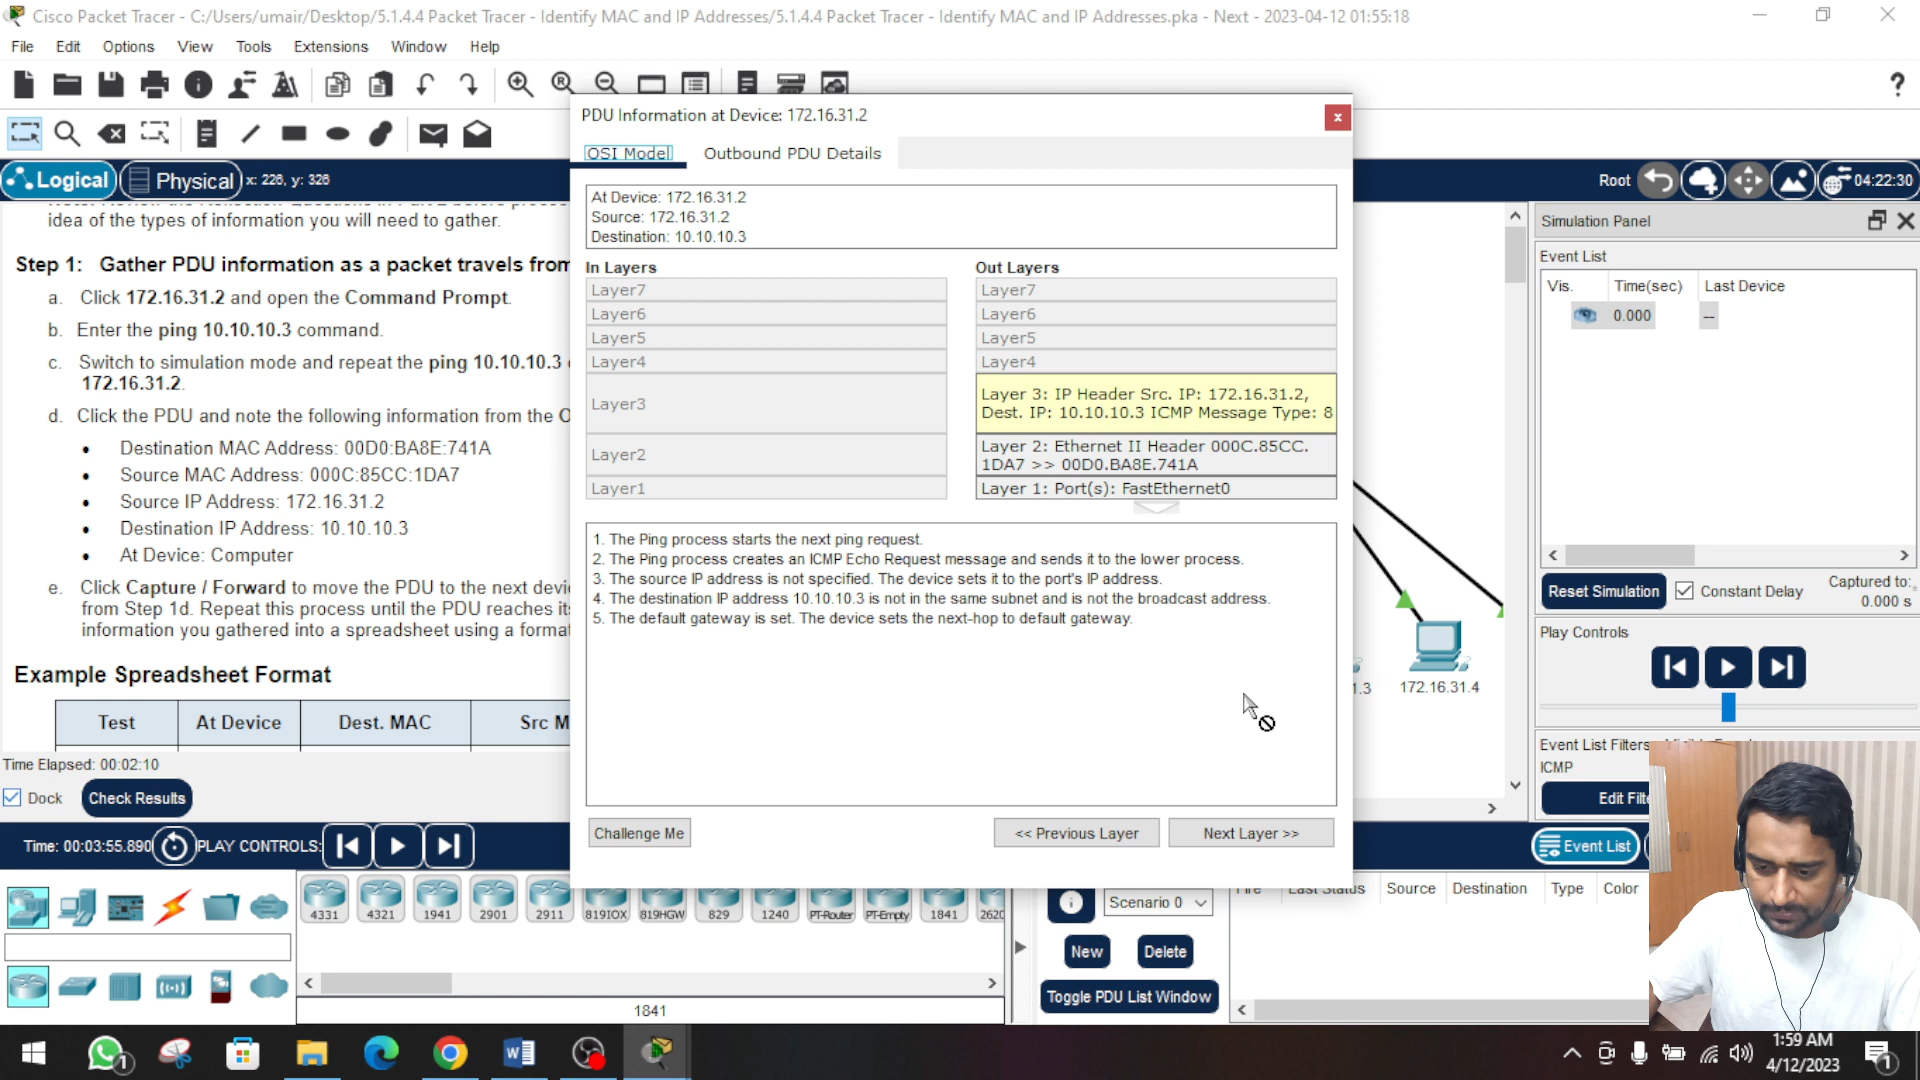 Cisco Packet Tracer - C:/Users/umair/Desktop/5.1.4.4 Packet Tracer - Identify MAC and IP Addresses/5.1.4.4 Packet Tracer - Identify MAC and IP Addresses.pka - Next - 2023-04-12 01:55:18
File Edit Options View Tools Extensions Window Help
PDU Information at Device: 172.16.31.2
OSI Model Outbound PDU Details
Logical Physical x: 226, y: 326
Root 04:22:30
At Device: 172.16.31.2
Source: 172.16.31.2
Destination: 10.10.10.3
In Layers
Layer7
Layer6
Layer5
Layer4
Layer3
Layer2
Layer1
Out Layers
Layer7
Layer6
Layer5
Layer4
Layer 3: IP Header Src. IP: 172.16.31.2,
Dest. IP: 10.10.10.3 ICMP Message Type: 8
Layer 2: Ethernet II Header 000C.85CC.
1DA7 >> 00D0.BA8E.741A
Layer 1: Port(s): FastEthernet0
1. The Ping process starts the next ping request.
2. The Ping process creates an ICMP Echo Request message and sends it to the lower process.
3. The source IP address is not specified. The device sets it to the port's IP address.
4. The destination IP address 10.10.10.3 is not in the same subnet and is not the broadcast address.
5. The default gateway is set. The device sets the next-hop to default gateway.
Challenge Me << Previous Layer Next Layer >>
idea of the types of information you will need to gather.
Step 1: Gather PDU information as a packet travels from
a. Click 172.16.31.2 and open the Command Prompt.
b. Enter the ping 10.10.10.3 command.
c. Switch to simulation mode and repeat the ping 10.10.10.3
172.16.31.2.
d. Click the PDU and note the following information from the O
• Destination MAC Address: 00D0:BA8E:741A
• Source MAC Address: 000C:85CC:1DA7
• Source IP Address: 172.16.31.2
• Destination IP Address: 10.10.10.3
• At Device: Computer
e. Click Capture / Forward to move the PDU to the next devi
from Step 1d. Repeat this process until the PDU reaches its
information you gathered into a spreadsheet using a format
Example Spreadsheet Format
Test At Device Dest. MAC Src M
Time Elapsed: 00:02:10
Dock Check Results
1.3 172.16.31.4
Simulation Panel
Event List
Vis. Time(sec) Last Device
0.000 --
Reset Simulation Constant Delay Captured to:
0.000 s
Play Controls
Event List Filters
ICMP
Edit Filte
Time: 00:03:55.890 PLAY CONTROLS:
Event List
4331 4321 1941 2901 2911 819IOX 819HGW 829 1240 PT-Router PT-Empty 1841 2620
1841
Scenario 0
New Delete
Toggle PDU List Window
Fire Last Status Source Destination Type Color
1
1:59 AM
4/12/2023
1